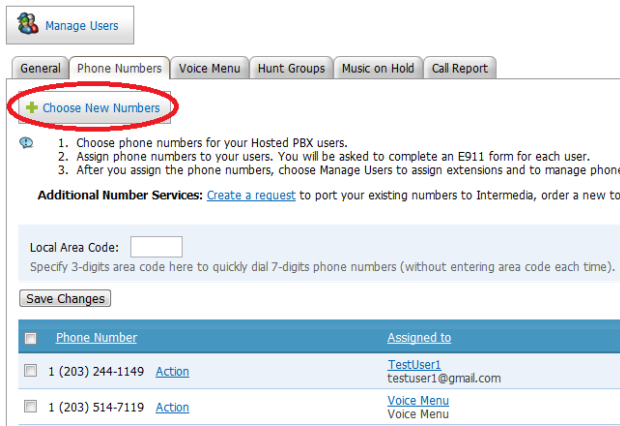 Manage Users
General Phone Numbers Voice Menu Hunt Groups Music on Hold Call Report
Choose New Numbers
1. Choose phone numbers for your Hosted PBX users.
2. Assign phone numbers to your users. You will be asked to complete an E911 form for each user.
3. After you assign the phone numbers, choose Manage Users to assign extensions and to manage phone
Additional Number Services: Create a request to port your existing numbers to Intermedia, order a new to
Local Area Code:
Specify 3-digits area code here to quickly dial 7-digits phone numbers (without entering area code each time).
Save Changes
Phone Number Assigned to
1 (203) 244-1149 Action TestUser1
testuser1@gmail.com
1 (203) 514-7119 Action Voice Menu
Voice Menu